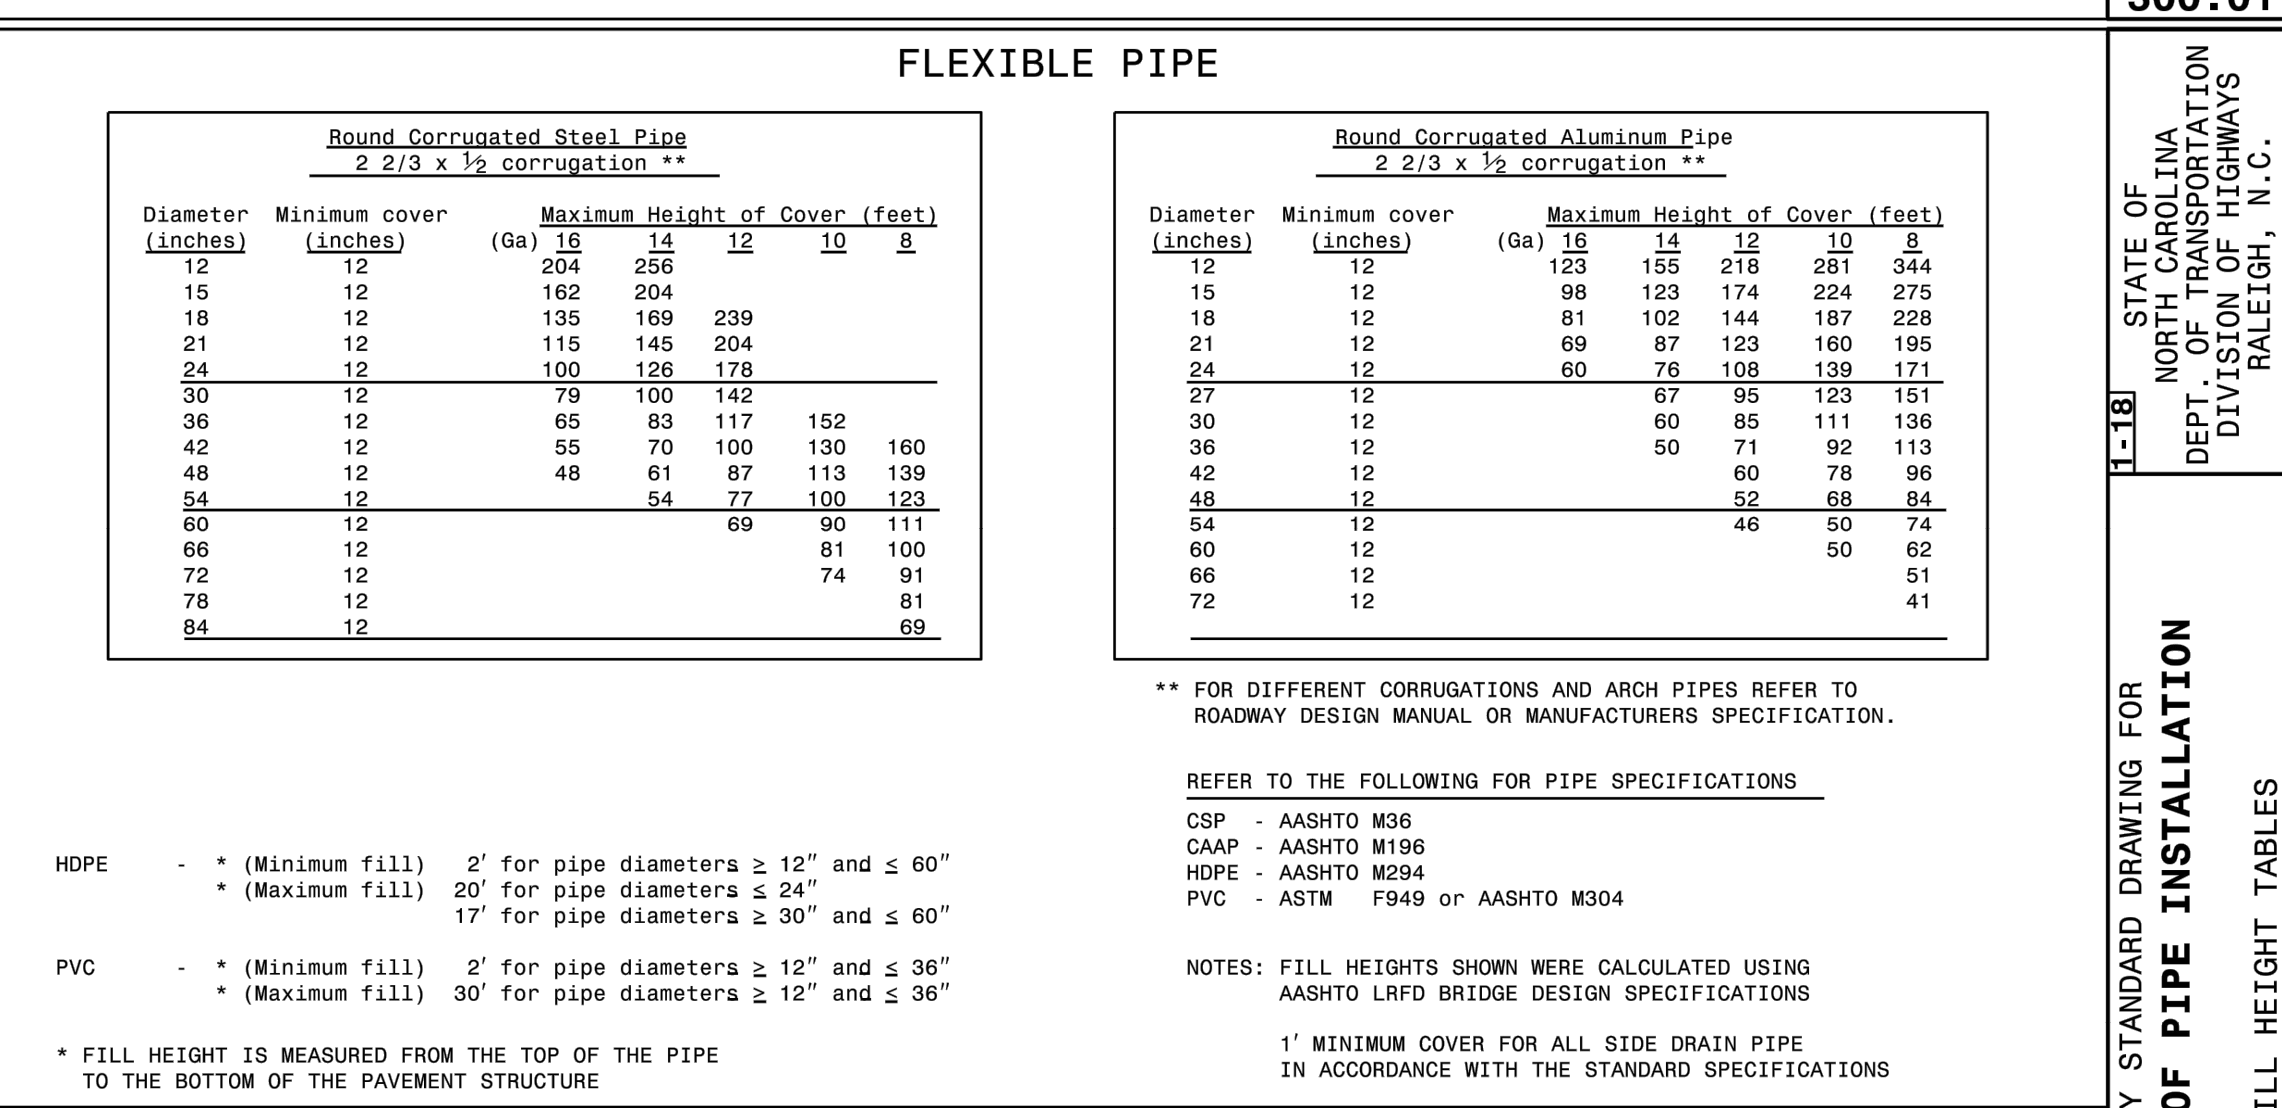 FLEXIBLE PIPE
Round Corrugated Steel Pipe
2 2/3 x ½ corrugation **
Diameter Minimum cover Maximum Height of Cover (feet)
(inches) (inches) (Ga) 16 14 12 10 8
12 12 204 256
15 12 162 204
18 12 135 169 239
21 12 115 145 204
24 12 100 126 178
30 12 79 100 142
36 12 65 83 117 152
42 12 55 70 100 130 160
48 12 48 61 87 113 139
54 12 54 77 100 123
60 12 69 90 111
66 12 81 100
72 12 74 91
78 12 81
84 12 69
Round Corrugated Aluminum Pipe
2 2/3 x ½ corrugation **
Diameter Minimum cover Maximum Height of Cover (feet)
(inches) (inches) (Ga) 16 14 12 10 8
12 12 123 155 218 281 344
15 12 98 123 174 224 275
18 12 81 102 144 187 228
21 12 69 87 123 160 195
24 12 60 76 108 139 171
27 12 67 95 123 151
30 12 60 85 111 136
36 12 50 71 92 113
42 12 60 78 96
48 12 52 68 84
54 12 46 50 74
60 12 50 62
66 12 51
72 12 41
** FOR DIFFERENT CORRUGATIONS AND ARCH PIPES REFER TO
ROADWAY DESIGN MANUAL OR MANUFACTURERS SPECIFICATION.
REFER TO THE FOLLOWING FOR PIPE SPECIFICATIONS
CSP - AASHTO M36
CAAP - AASHTO M196
HDPE - AASHTO M294
PVC - ASTM F949 or AASHTO M304
HDPE - * (Minimum fill) 2′ for pipe diameters ≥ 12″ and ≤ 60″
* (Maximum fill) 20′ for pipe diameters ≤ 24″
17′ for pipe diameters ≥ 30″ and ≤ 60″
PVC - * (Minimum fill) 2′ for pipe diameters ≥ 12″ and ≤ 36″
* (Maximum fill) 30′ for pipe diameters ≥ 12″ and ≤ 36″
* FILL HEIGHT IS MEASURED FROM THE TOP OF THE PIPE
TO THE BOTTOM OF THE PAVEMENT STRUCTURE
NOTES: FILL HEIGHTS SHOWN WERE CALCULATED USING
AASHTO LRFD BRIDGE DESIGN SPECIFICATIONS
1′ MINIMUM COVER FOR ALL SIDE DRAIN PIPE
IN ACCORDANCE WITH THE STANDARD SPECIFICATIONS
1-18
STATE OF
NORTH CAROLINA
DEPT. OF TRANSPORTATION
DIVISION OF HIGHWAYS
RALEIGH, N.C.
Y STANDARD DRAWING FOR
OF PIPE INSTALLATION
ILL HEIGHT TABLES